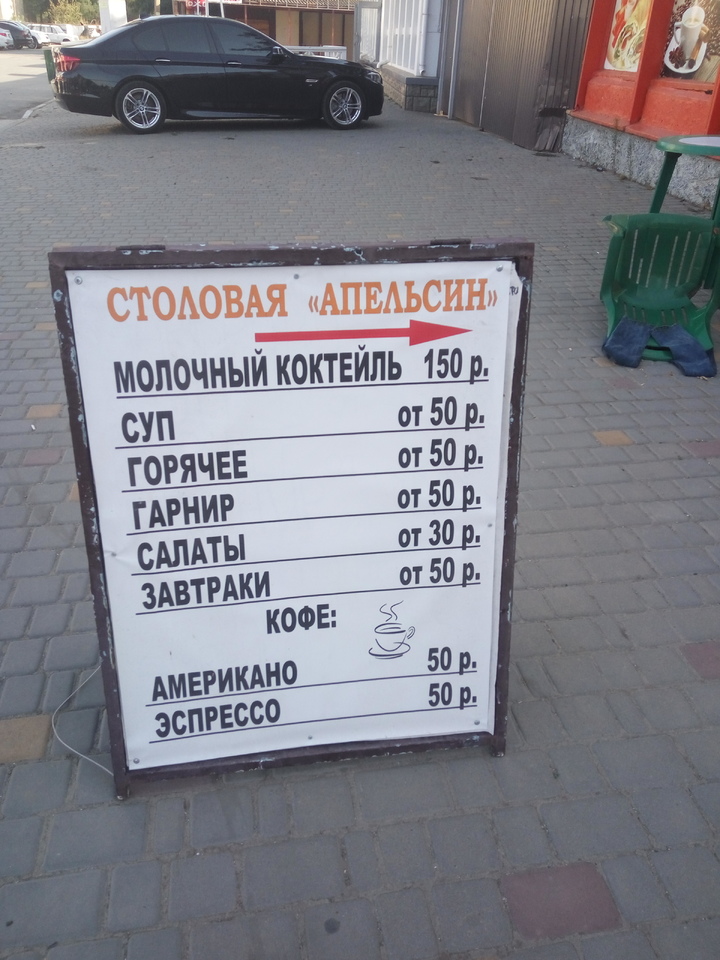 СТОЛОВАЯ «АПЕЛЬСИН»
МОЛОЧНЫЙ КОКТЕЙЛЬ 150 р.
СУП от 50 р.
ГОРЯЧЕЕ от 50 р.
ГАРНИР от 50 р.
САЛАТЫ от 30 р.
ЗАВТРАКИ от 50 р.
КОФЕ:
АМЕРИКАНО 50 р.
ЭСПРЕССО 50 р.